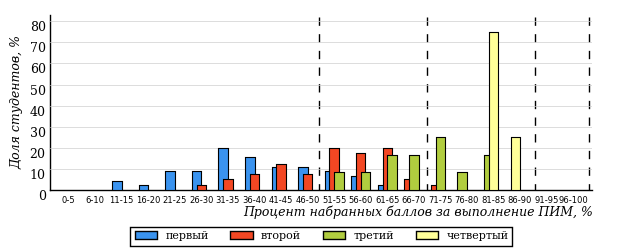 Доля студентов, %
80
70
60
50
40
30
20
10
0
0-5 6-10 11-15 16-20 21-25 26-30 31-35 36-40 41-45 46-50 51-55 56-60 61-65 66-70 71-75 76-80 81-85 86-90 91-95 96-100
Процент набранных баллов за выполнение ПИМ, %
первый второй третий четвертый